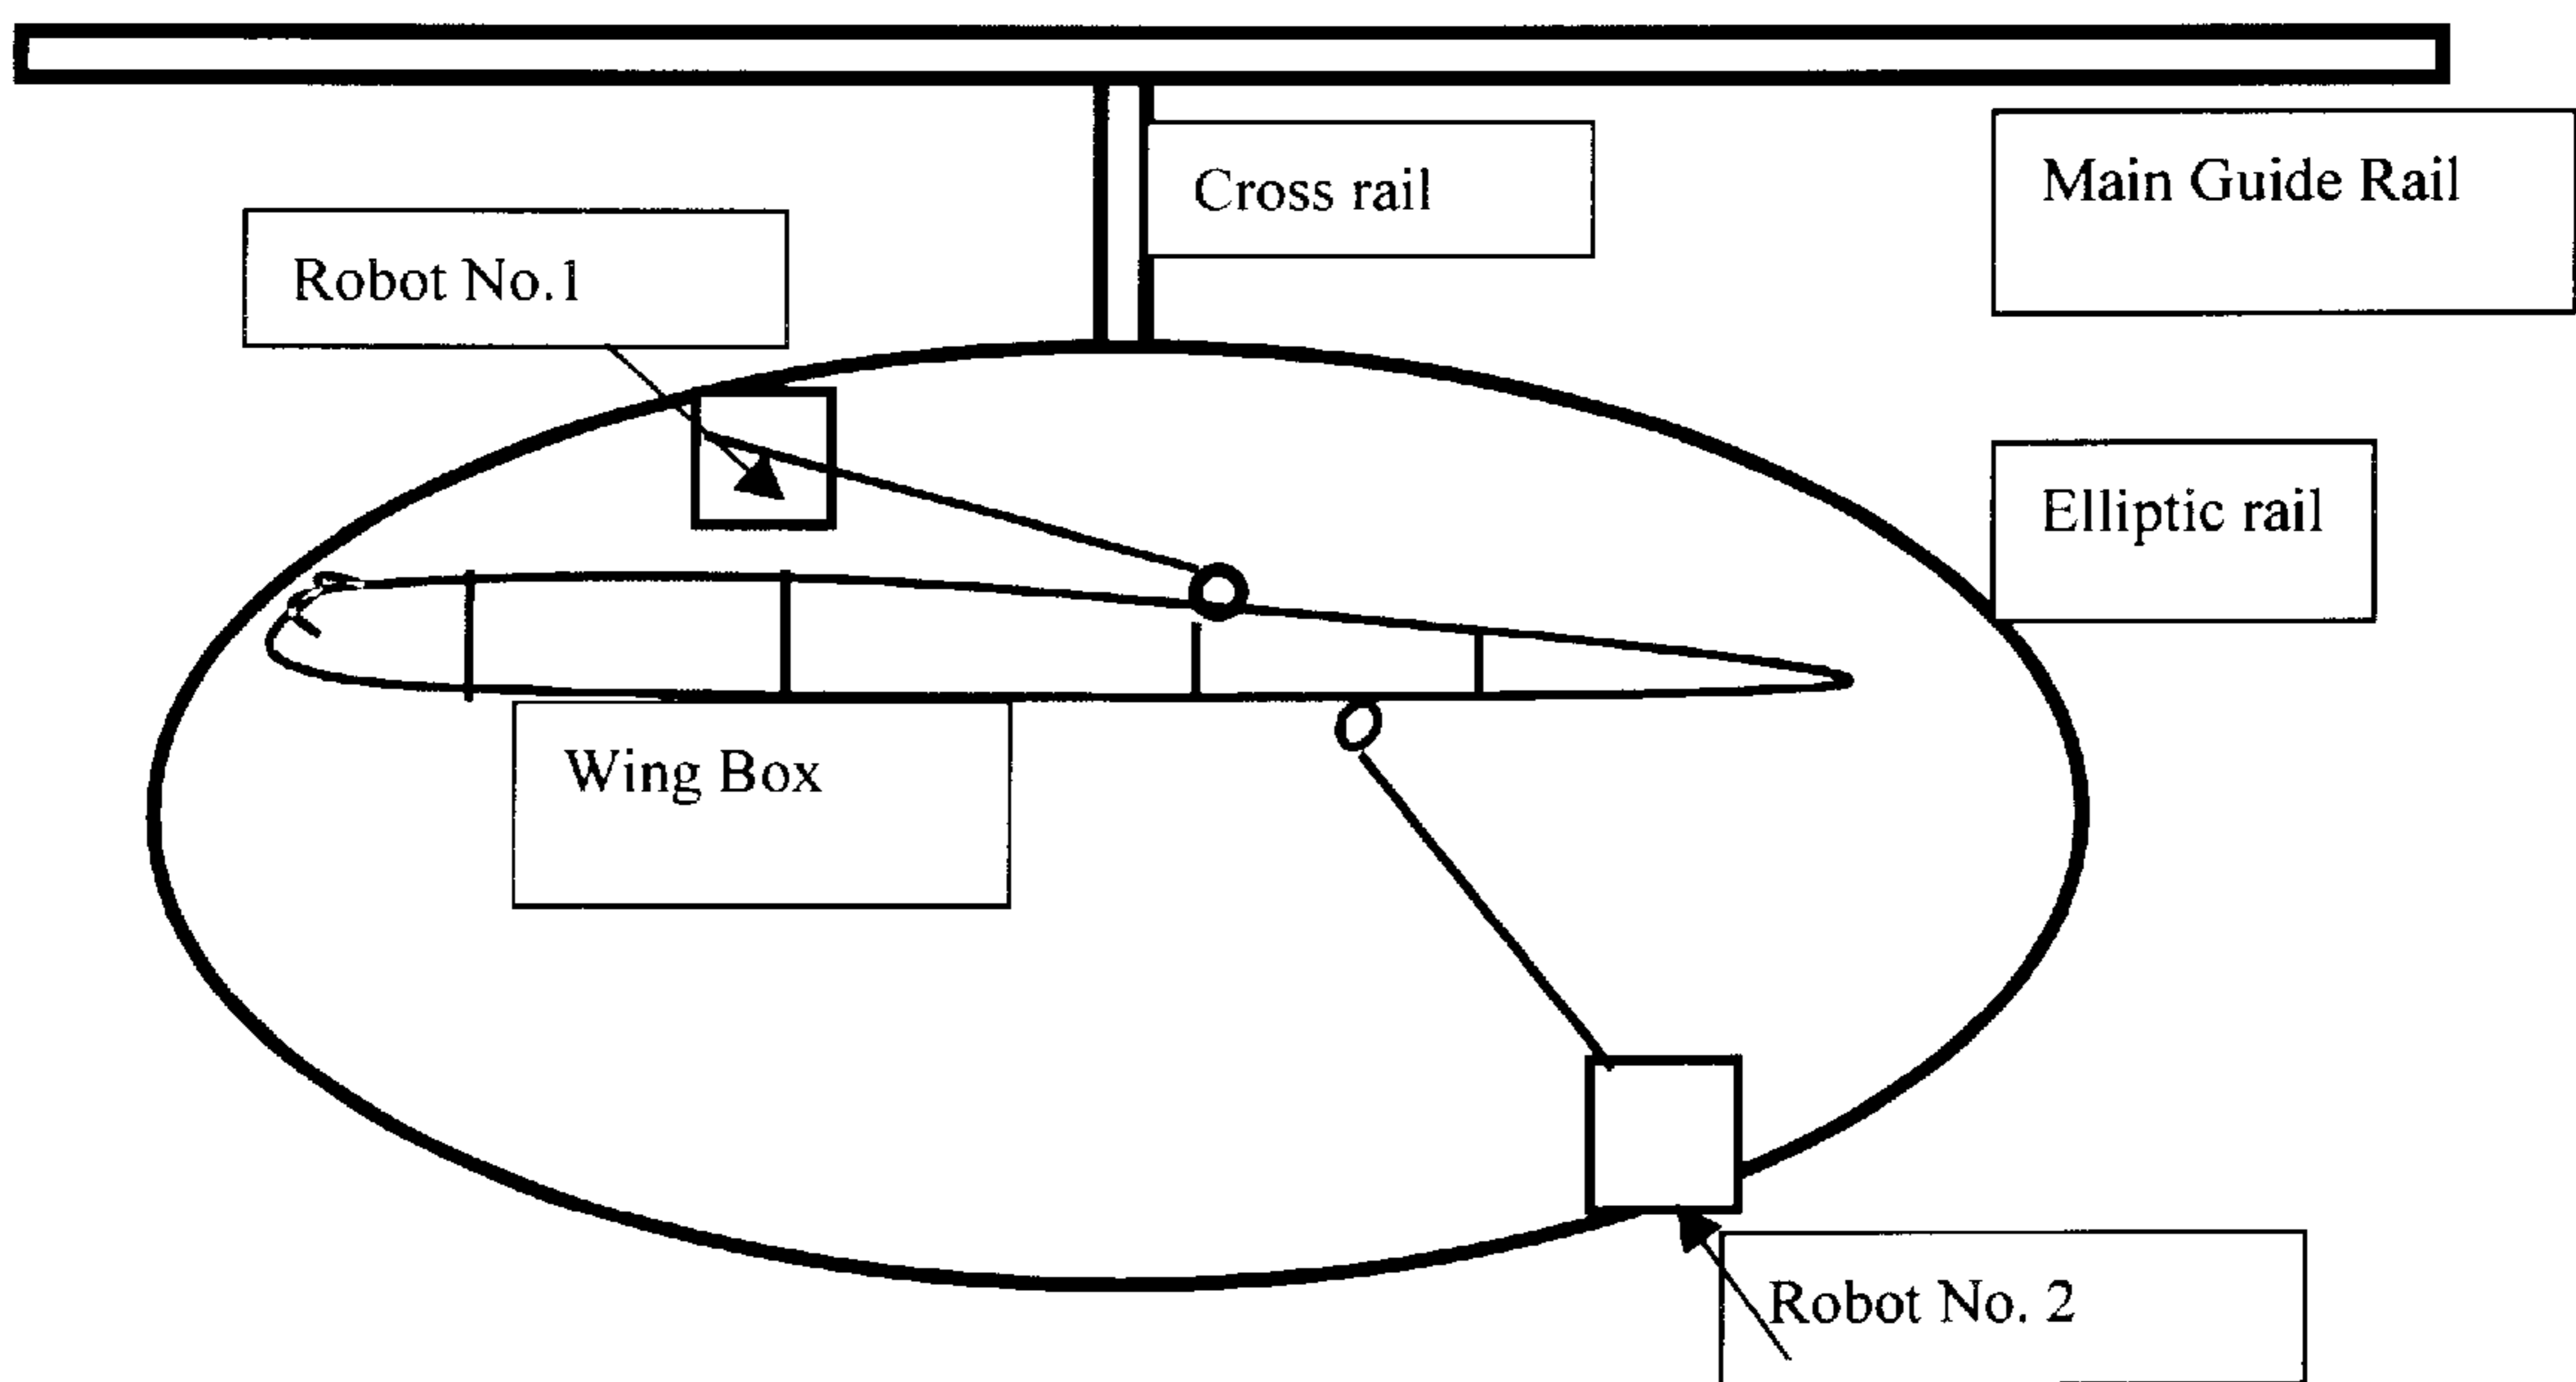 Cross rail
Main Guide Rail
Robot No.1
Elliptic rail
Wing Box
Robot No. 2